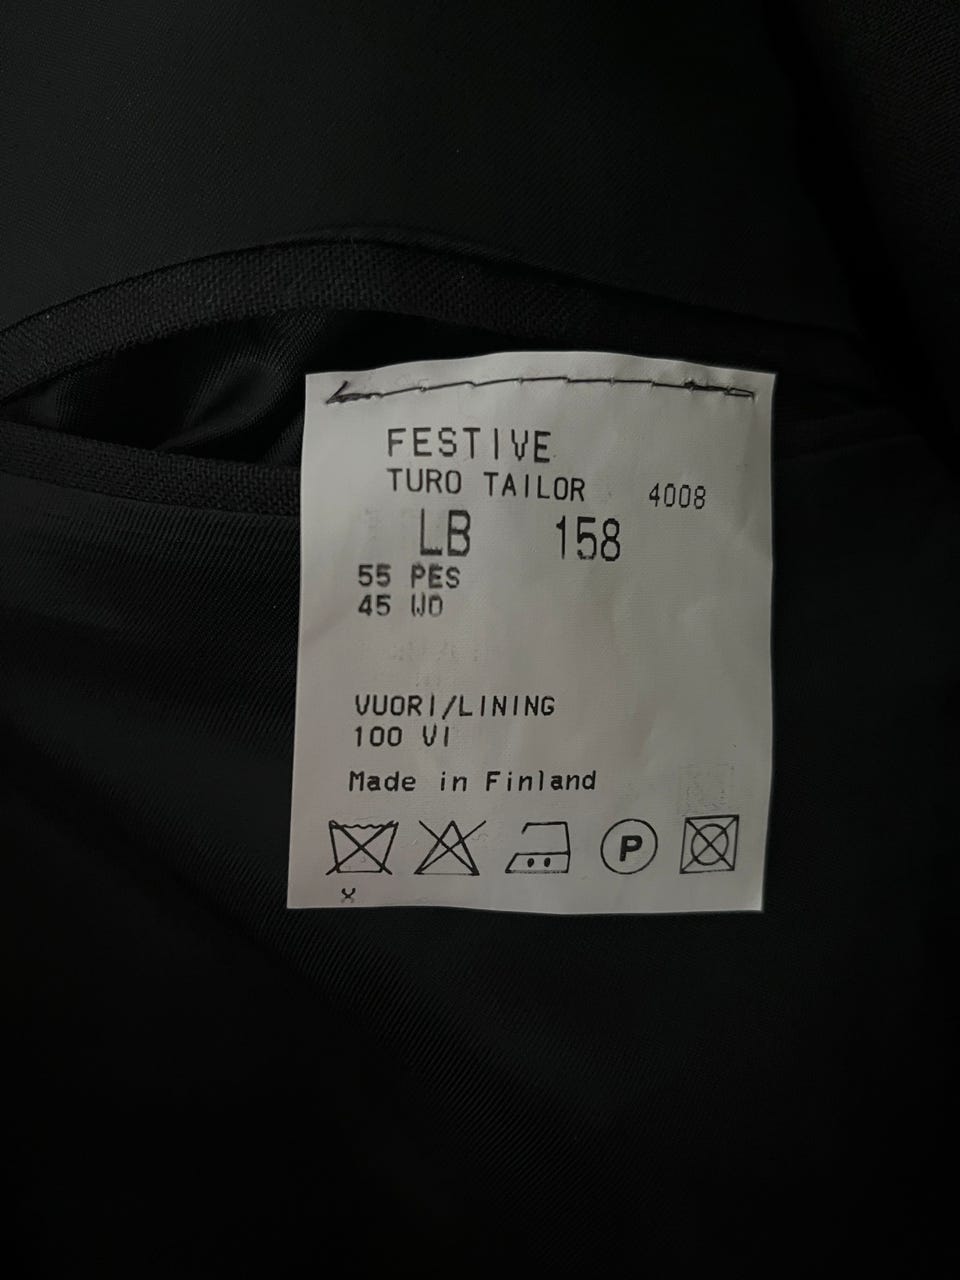 FESTIVE
TURO TAILOR 4008
LB 158
55 PES
45 WO
VUORI/LINING
100 VI
Made in Finland
P
x